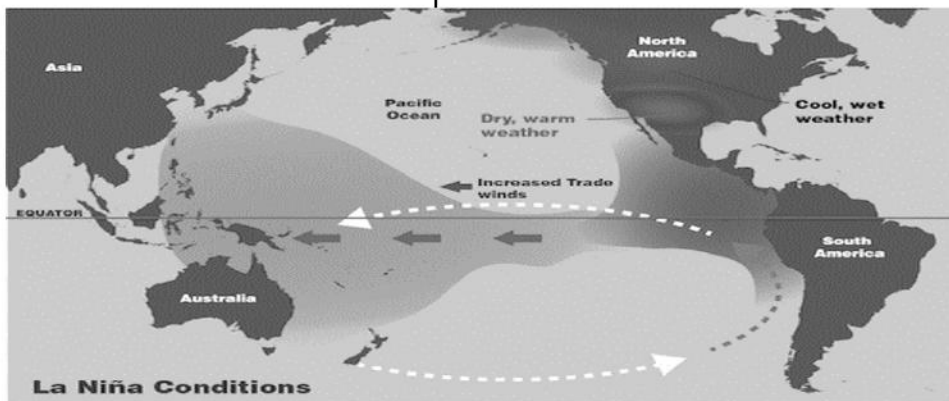 Asia
North
America
Pacific
Ocean
Cool, wet
weather
Dry, warm
weather
Increased Trade
winds
EQUATOR
South
America
Australia
La Niña Conditions